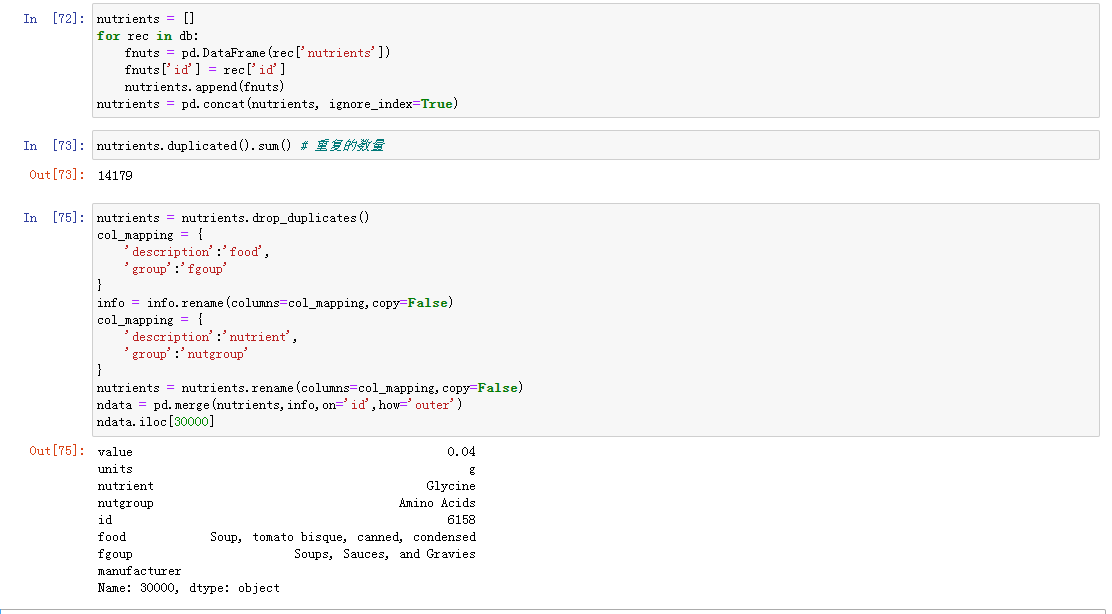 In [72]: nutrients = []
for rec in db:
    fnuts = pd.DataFrame(rec['nutrients'])
    fnuts['id'] = rec['id']
    nutrients.append(fnuts)
nutrients = pd.concat(nutrients, ignore_index=True)
In [73]: nutrients.duplicated().sum() # 重复的数量
Out[73]: 14179
In [75]: nutrients = nutrients.drop_duplicates()
col_mapping = {
    'description':'food',
    'group':'fgoup'
}
info = info.rename(columns=col_mapping,copy=False)
col_mapping = {
    'description':'nutrient',
    'group':'nutgroup'
}
nutrients = nutrients.rename(columns=col_mapping,copy=False)
ndata = pd.merge(nutrients,info,on='id',how='outer')
ndata.iloc[30000]
Out[75]: value 0.04
units g
nutrient Glycine
nutgroup Amino Acids
id 6158
food Soup, tomato bisque, canned, condensed
fgoup Soups, Sauces, and Gravies
manufacturer
Name: 30000, dtype: object